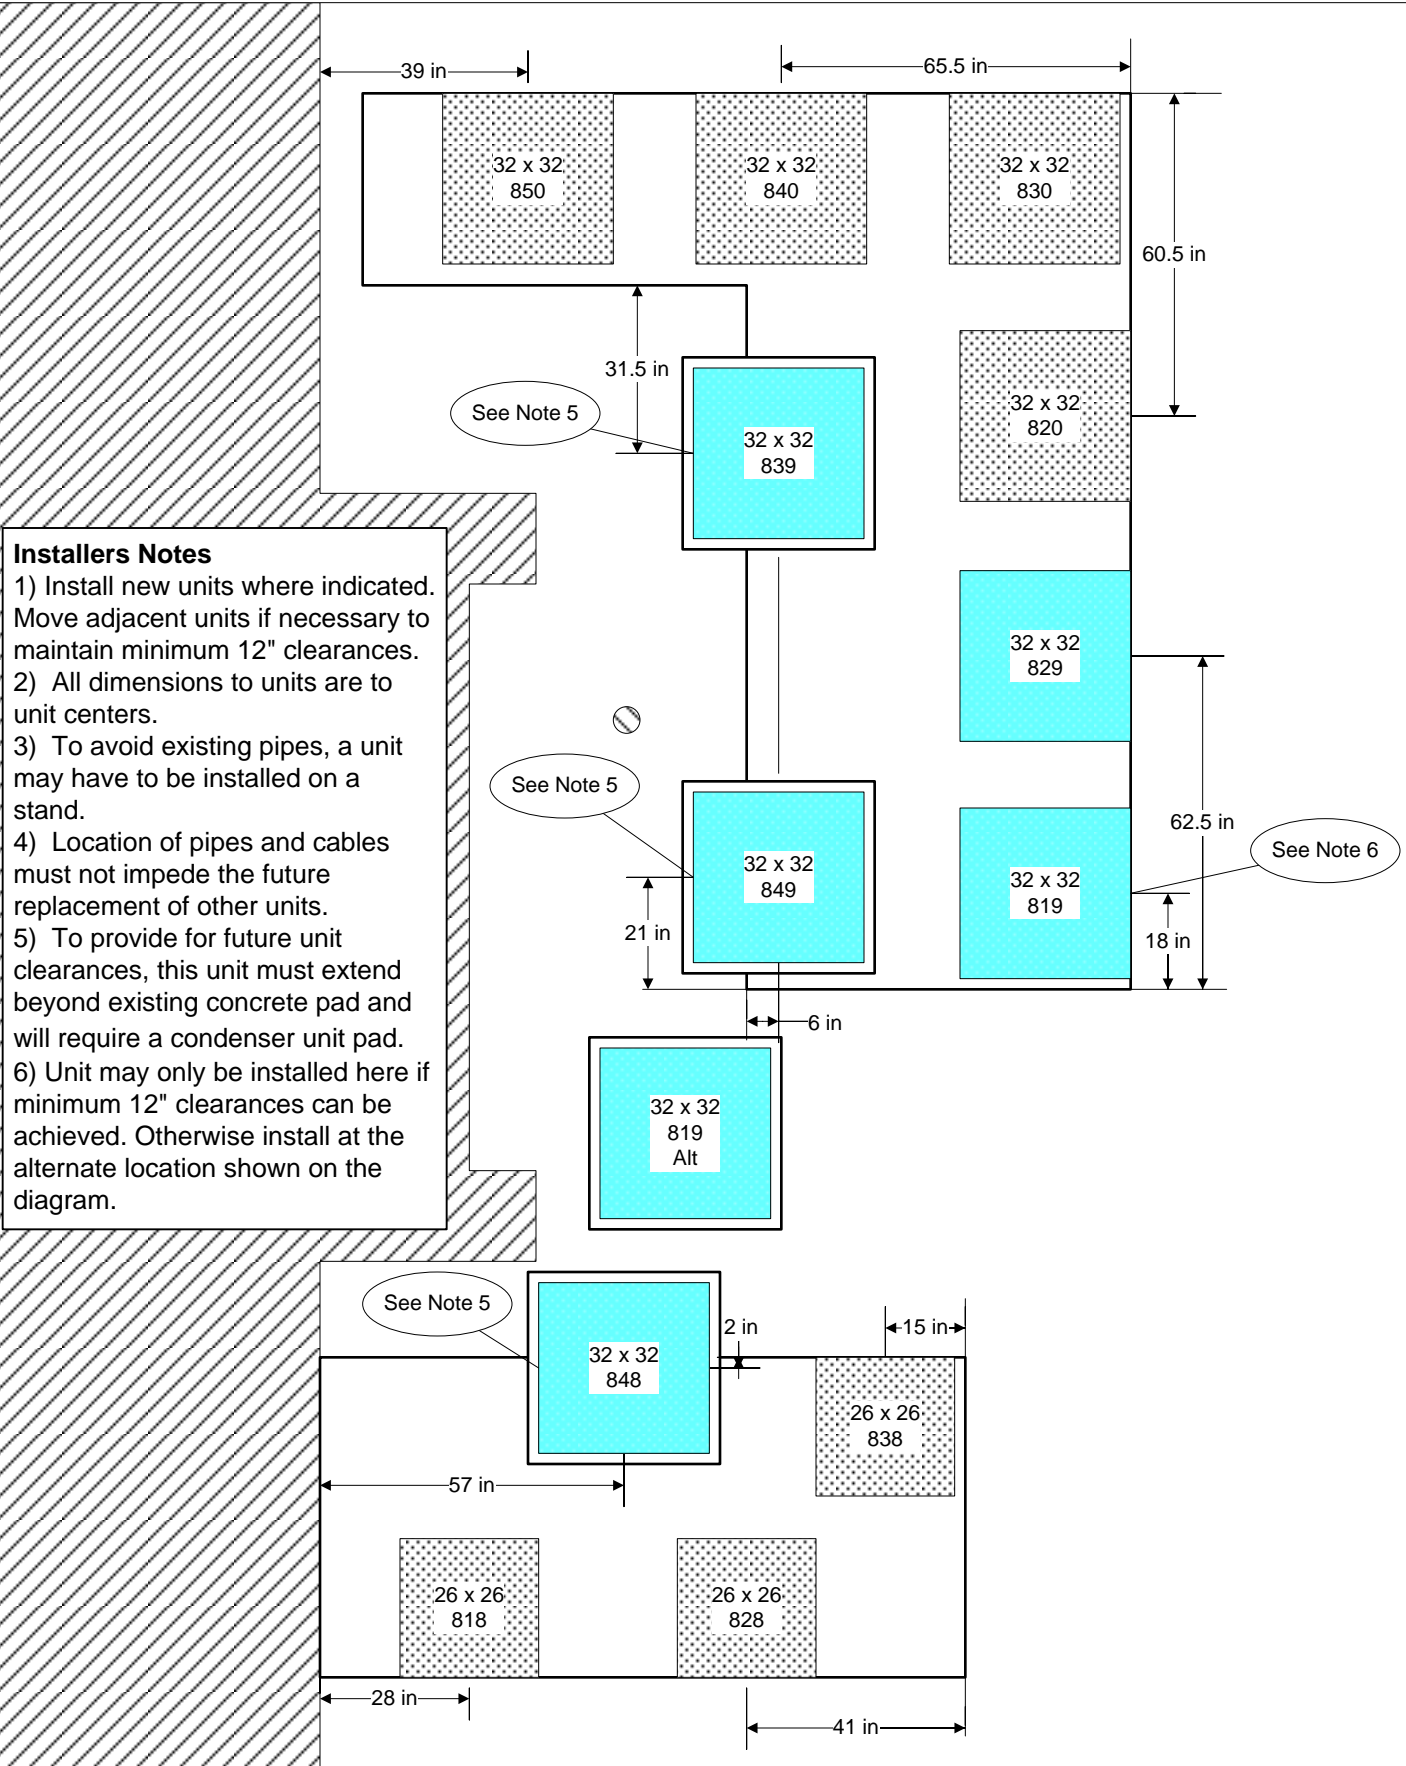 39 in
65.5 in
32 x 32
850
32 x 32
840
32 x 32
830
60.5 in
31.5 in
See Note 5
32 x 32
820
32 x 32
839
Installers Notes
1) Install new units where indicated.
Move adjacent units if necessary to
maintain minimum 12" clearances.
2)  All dimensions to units are to
unit centers.
3)  To avoid existing pipes, a unit
may have to be installed on a
stand.
4)  Location of pipes and cables
must not impede the future
replacement of other units.
5)  To provide for future unit
clearances, this unit must extend
beyond existing concrete pad and
will require a condenser unit pad.
6) Unit may only be installed here if
minimum 12" clearances can be
achieved. Otherwise install at the
alternate location shown on the
diagram.
32 x 32
829
See Note 5
62.5 in
See Note 6
32 x 32
849
32 x 32
819
21 in
18 in
6 in
32 x 32
819
Alt
See Note 5
2 in
15 in
32 x 32
848
26 x 26
838
57 in
26 x 26
818
26 x 26
828
28 in
41 in